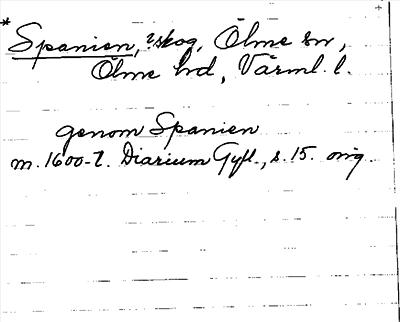 *
Spanien, ?skog, Ölme sn,
Ölme hd, Värml. l.
genom Spanien
m. 1600-t. Diarium Gyll., s. 15. orig.